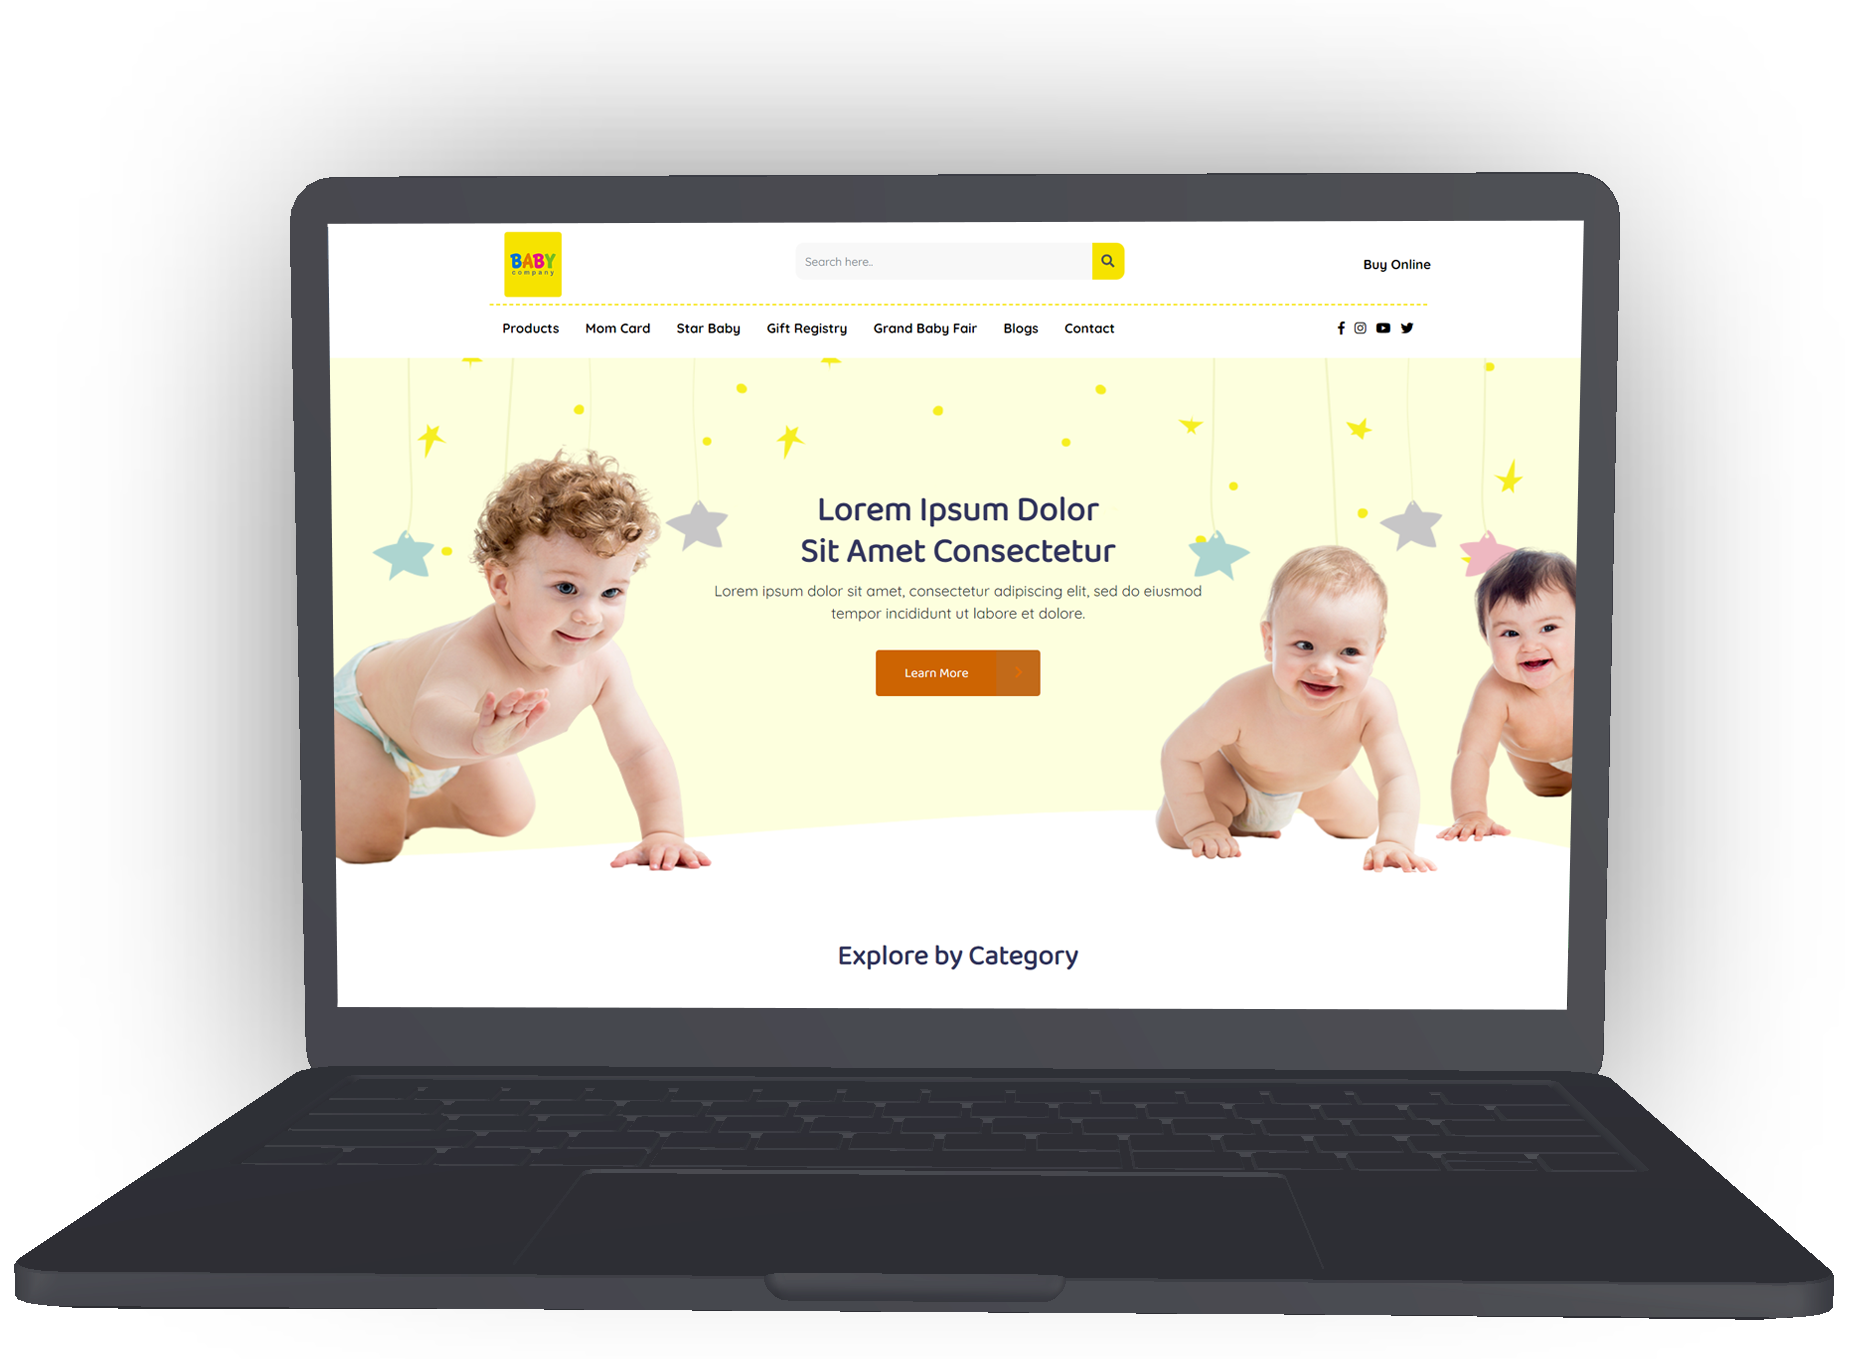 BABY
company
Search here..
Buy Online
Products Mom Card Star Baby Gift Registry Grand Baby Fair Blogs Contact
Lorem Ipsum Dolor
Sit Amet Consectetur
Lorem ipsum dolor sit amet, consectetur adipiscing elit, sed do eiusmod
tempor incididunt ut labore et dolore.
Learn More
Explore by Category